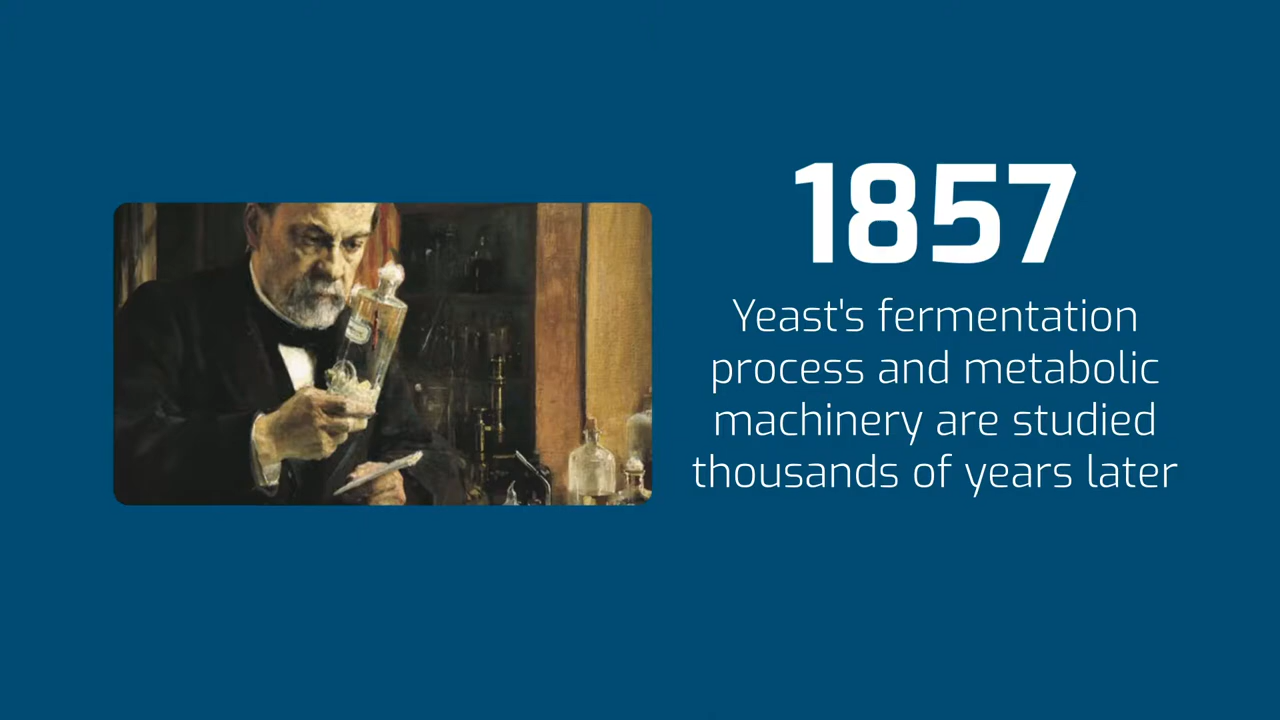 1857
Yeast's fermentation
process and metabolic
machinery are studied
thousands of years later